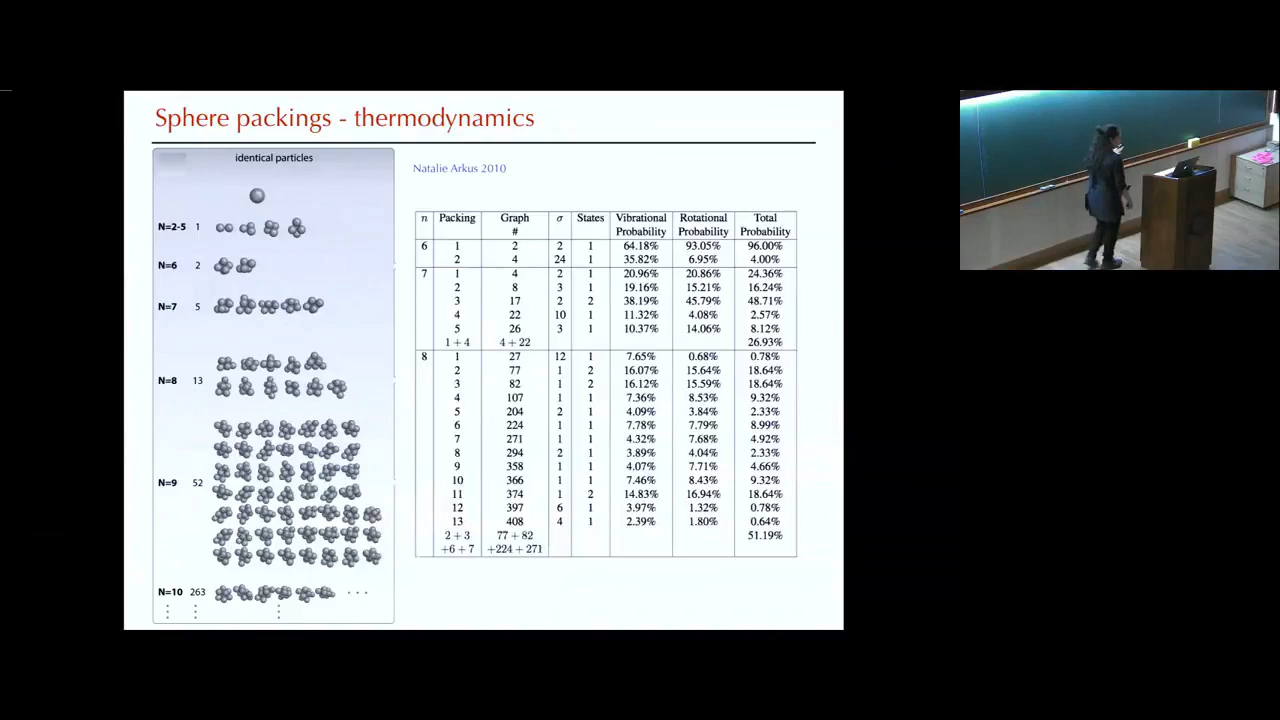 Sphere packings - thermodynamics
identical particles
N=2-5 1
N=6 2
N=7 5
N=8 13
N=9 52
N=10 263 . . .
Natalie Arkus 2010
n Packing Graph # σ States Vibrational Probability Rotational Probability Total Probability
6 1 2 2 1 64.18% 93.05% 96.00%
2 4 24 1 35.82% 6.95% 4.00%
7 1 4 2 1 20.96% 20.86% 24.36%
2 8 3 1 19.16% 15.21% 16.24%
3 17 2 2 38.19% 45.79% 48.71%
4 22 10 1 11.32% 4.08% 2.57%
5 26 3 1 10.37% 14.06% 8.12%
1 + 4 4 + 22 26.93%
8 1 27 12 1 7.65% 0.68% 0.78%
2 77 1 2 16.07% 15.64% 18.64%
3 82 1 2 16.12% 15.59% 18.64%
4 107 1 1 7.36% 8.53% 9.32%
5 204 2 1 4.09% 3.84% 2.33%
6 224 1 1 7.78% 7.79% 8.99%
7 271 1 1 4.32% 7.68% 4.92%
8 294 2 1 3.89% 4.04% 2.33%
9 358 1 1 4.07% 7.71% 4.66%
10 366 1 1 7.46% 8.43% 9.32%
11 374 1 2 14.83% 16.94% 18.64%
12 397 6 1 3.97% 1.32% 0.78%
13 408 4 1 2.39% 1.80% 0.64%
2 + 3 77 + 82 51.19%
+6 + 7 +224 + 271